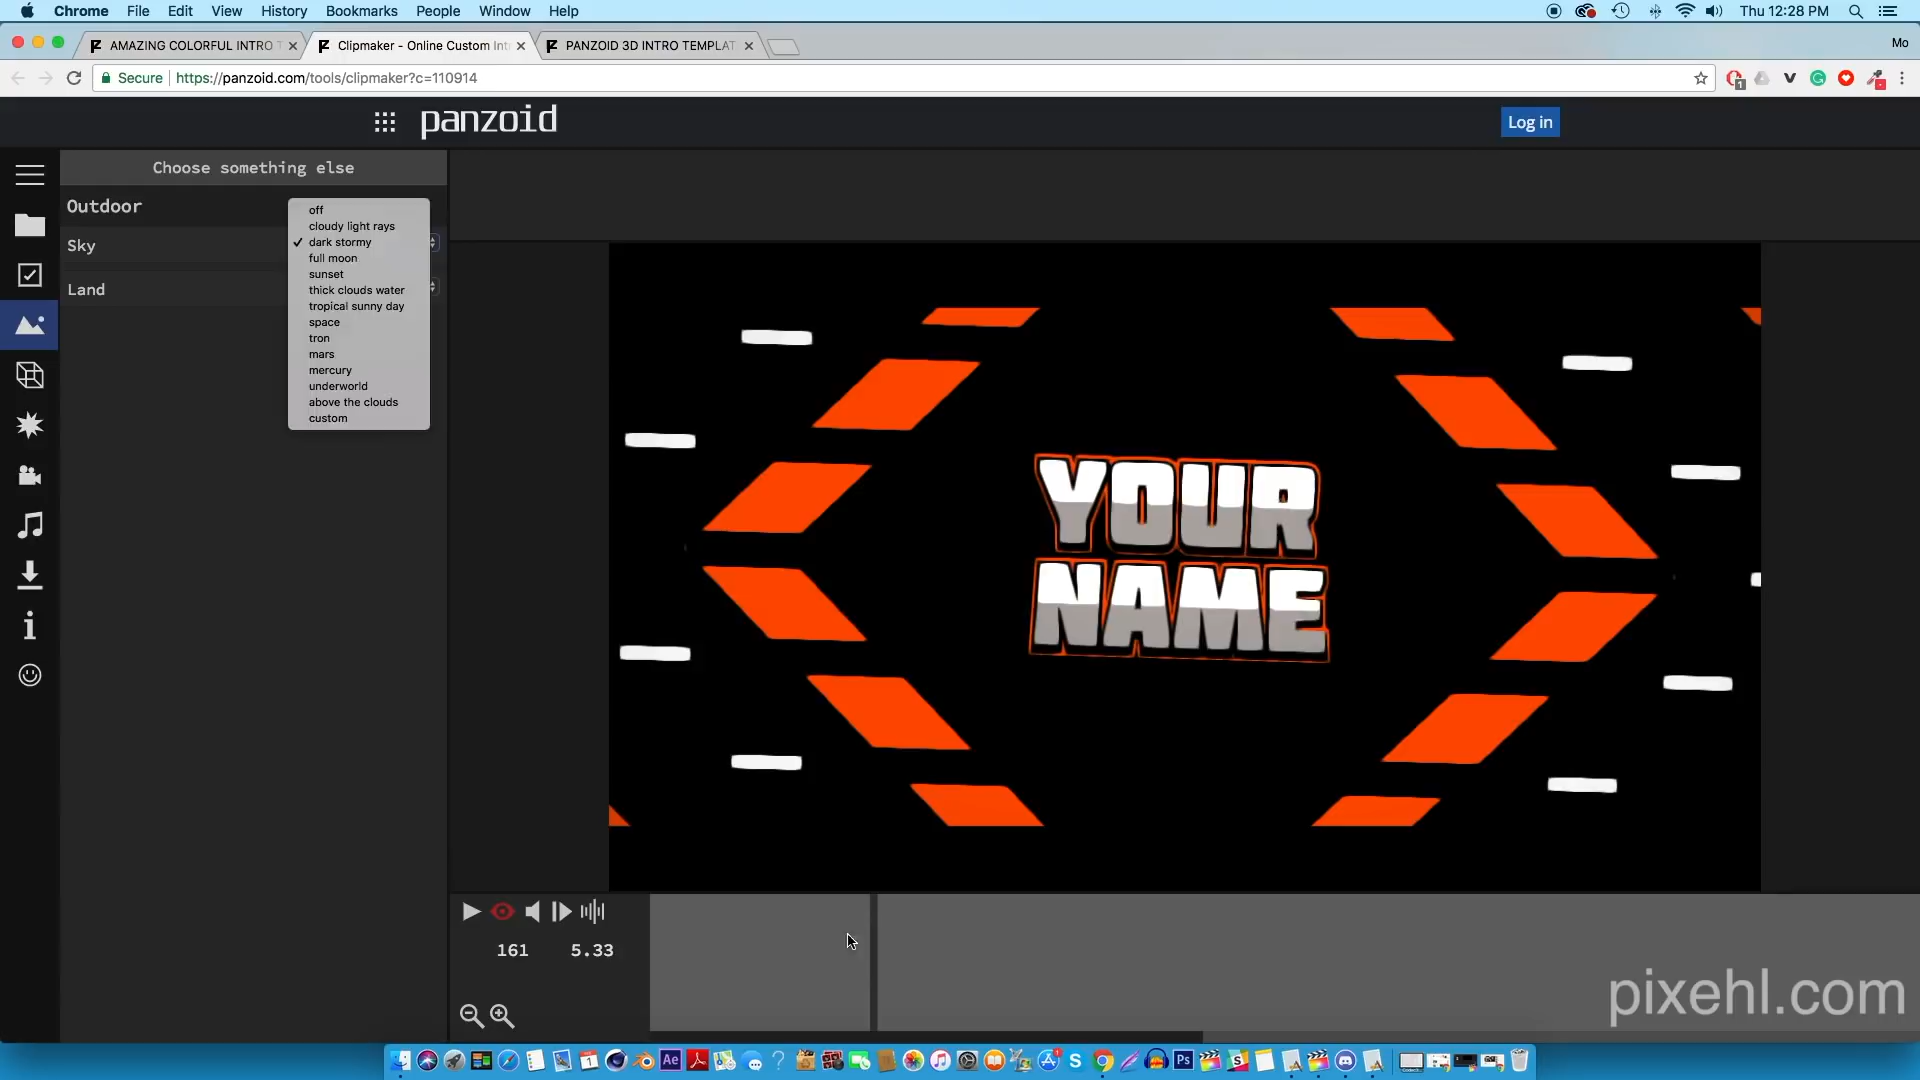 Chrome File Edit View History Bookmarks People Window Help Thu 12:28 PM
AMAZING COLORFUL INTRO T Clipmaker - Online Custom Int PANZOID 3D INTRO TEMPLAT Mo
Secure https://panzoid.com/tools/clipmaker?c=110914
panzoid Log in
Choose something else
Outdoor
Sky
Land
off
cloudy light rays
dark stormy
full moon
sunset
thick clouds water
tropical sunny day
space
tron
mars
mercury
underworld
above the clouds
custom
YOUR
NAME
161 5.33
pixehl.com